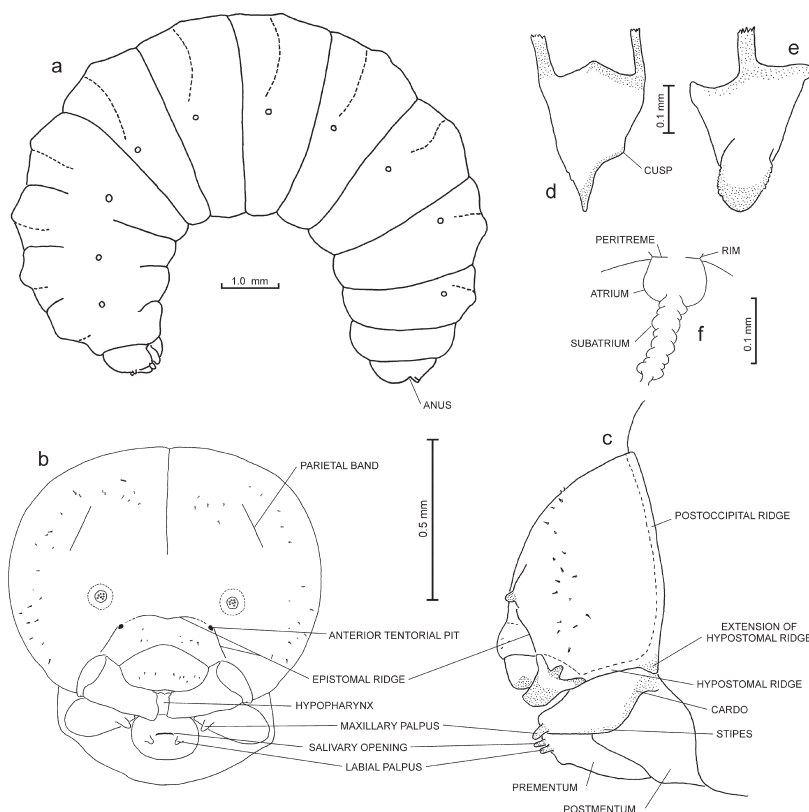 a
1.0 mm
ANUS
d
0.1 mm
CUSP
e
PERITREME
RIM
ATRIUM
SUBATRIUM
f
0.1 mm
b
PARIETAL BAND
0.5 mm
c
POSTOCCIPITAL RIDGE
ANTERIOR TENTORIAL PIT
EXTENSION OF
HYPOSTOMAL RIDGE
EPISTOMAL RIDGE
HYPOSTOMAL RIDGE
HYPOPHARYNX
CARDO
MAXILLARY PALPUS
STIPES
SALIVARY OPENING
LABIAL PALPUS
PREMENTUM
POSTMENTUM